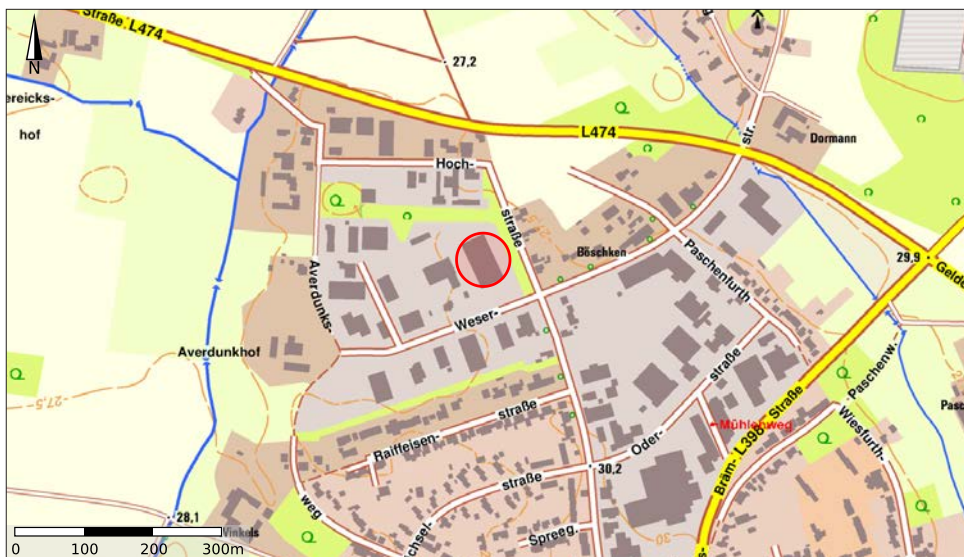 Straße L474
N
27,2
ereicks-
hof
L474
str.
Dormann
Hoch-
straße
Böschken
Paschenfurth
29,9
Gelde
Averdunks-
Weser-
Averdunkhof
27,5
straße
Paschenw.
Mühlenweg
L398
Straße
Bräm-
Wiesfurth-
Raiffeisen-
straße
Oder-
30,2
straße
weg
28,1
Vinkels
Spreeg.
30
0 100 200 300m